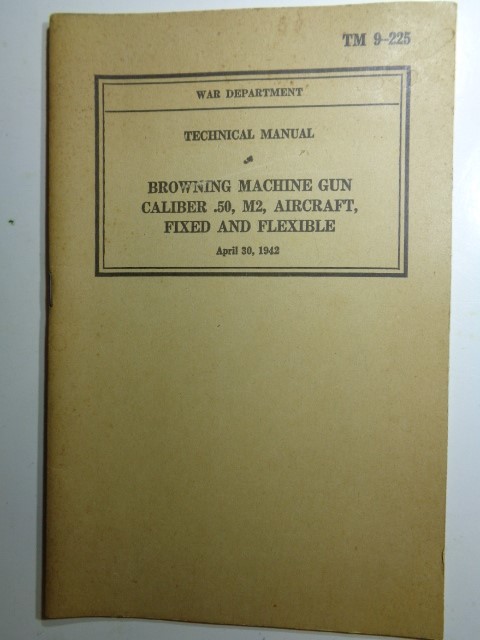 TM 9-225
WAR DEPARTMENT
TECHNICAL MANUAL
BROWNING MACHINE GUN
CALIBER .50, M2, AIRCRAFT,
FIXED AND FLEXIBLE
April 30, 1942